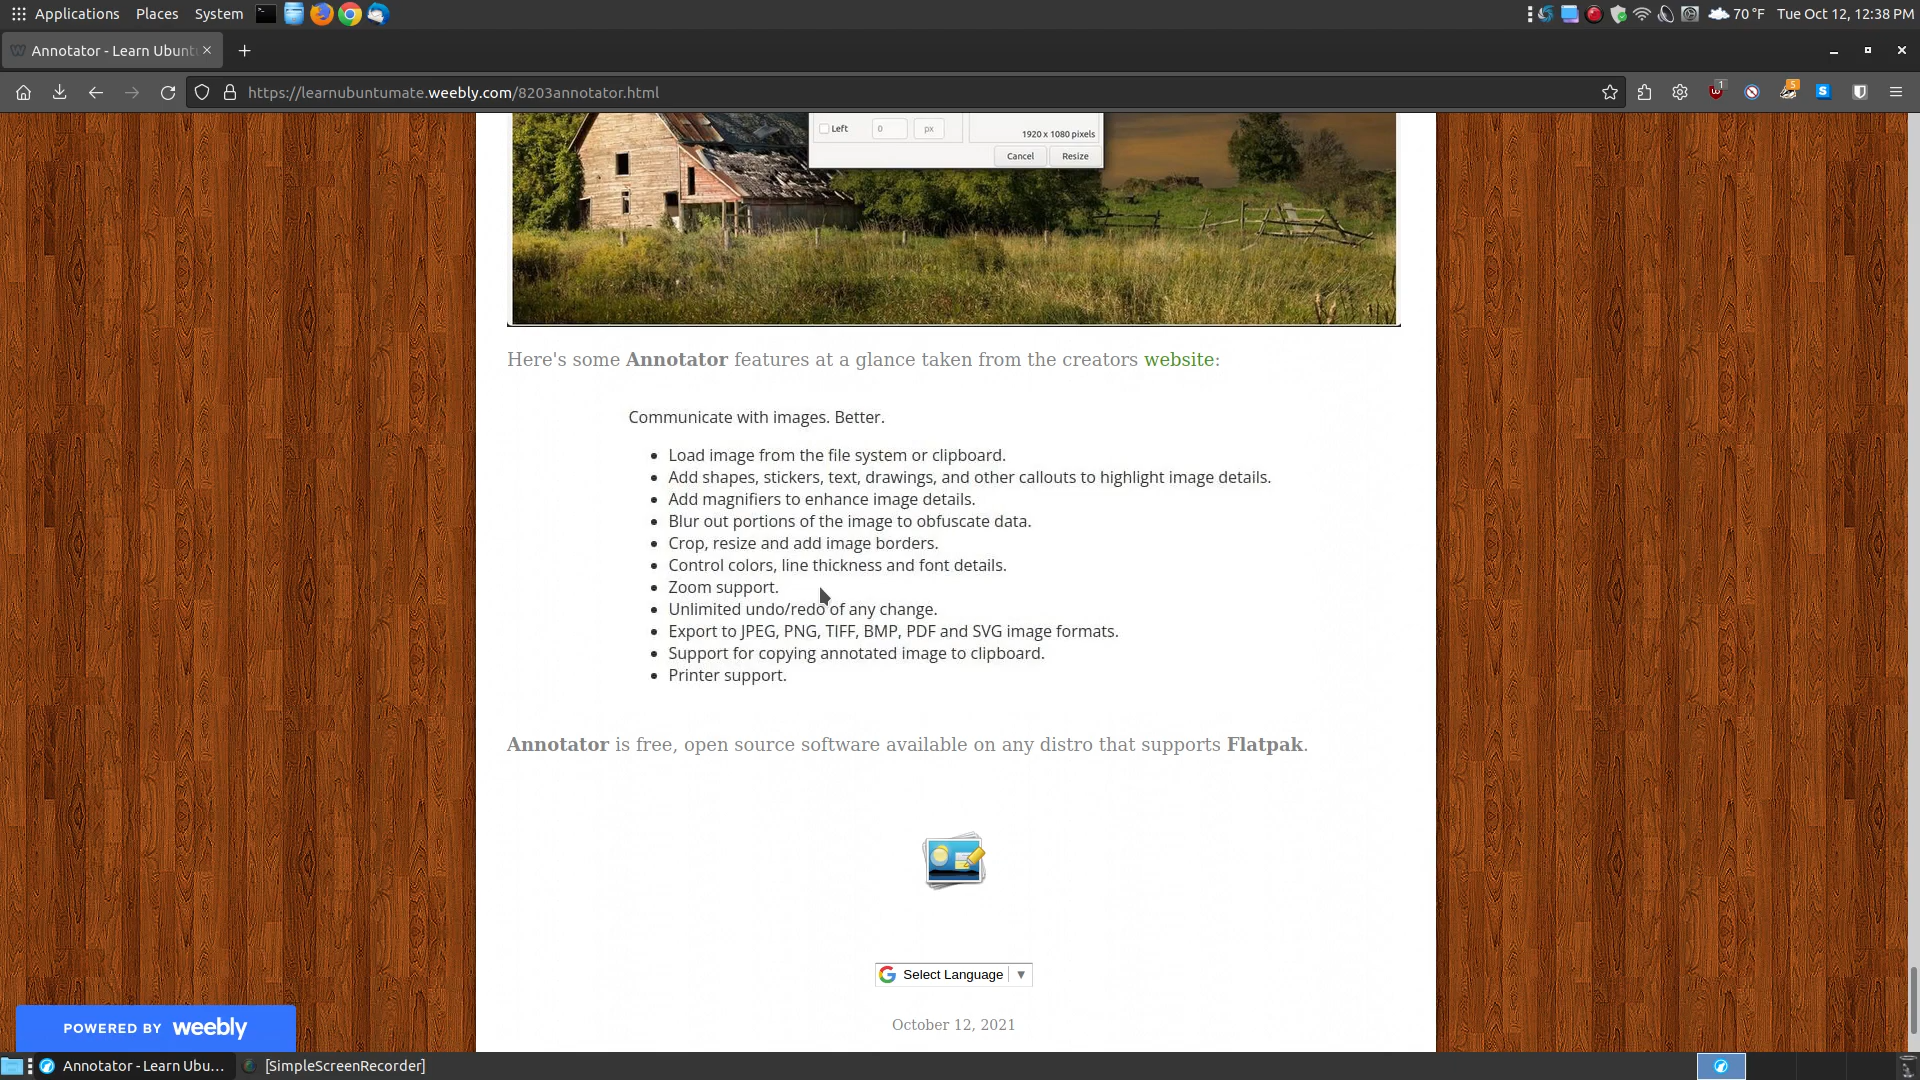 Applications Places System 70 °F Tue Oct 12, 12:38 PM
Annotator - Learn Ubunt
https://learnubuntumate.weebly.com/8203annotator.html
1 5 S
Left 0 px
1920 x 1080 pixels
Cancel Resize
Here's some Annotator features at a glance taken from the creators website:
Communicate with images. Better.
• Load image from the file system or clipboard.
• Add shapes, stickers, text, drawings, and other callouts to highlight image details.
• Add magnifiers to enhance image details.
• Blur out portions of the image to obfuscate data.
• Crop, resize and add image borders.
• Control colors, line thickness and font details.
• Zoom support.
• Unlimited undo/redo of any change.
• Export to JPEG, PNG, TIFF, BMP, PDF and SVG image formats.
• Support for copying annotated image to clipboard.
• Printer support.
Annotator is free, open source software available on any distro that supports Flatpak.
Select Language
POWERED BY weebly
October 12, 2021
Annotator - Learn Ubu... [SimpleScreenRecorder]